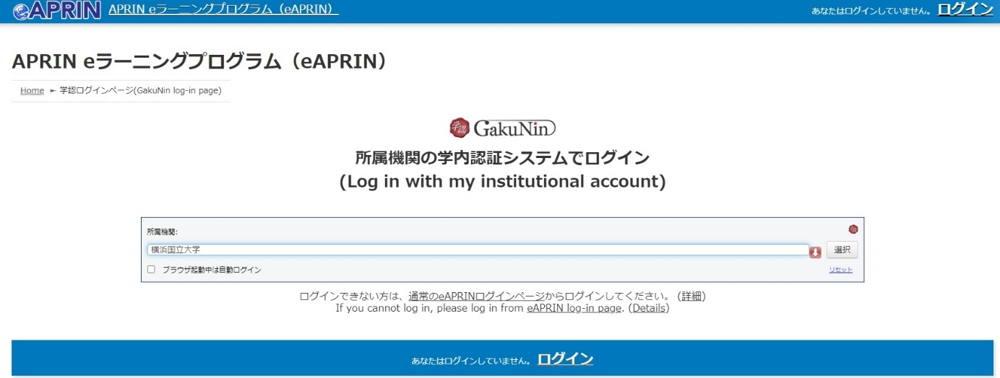 APRIN APRIN eラーニングプログラム（eAPRIN） あなたはログインしていません。 ログイン
APRIN eラーニングプログラム（eAPRIN）
Home ► 学認ログインページ(GakuNin log-in page)
学認 GakuNin
所属機関の学内認証システムでログイン
(Log in with my institutional account)
所属機関:
横浜国立大学 選択
ブラウザ起動中は自動ログイン リセット
ログインできない方は、通常のeAPRINログインページからログインしてください。 (詳細)
If you cannot log in, please log in from eAPRIN log-in page. (Details)
あなたはログインしていません。 ログイン